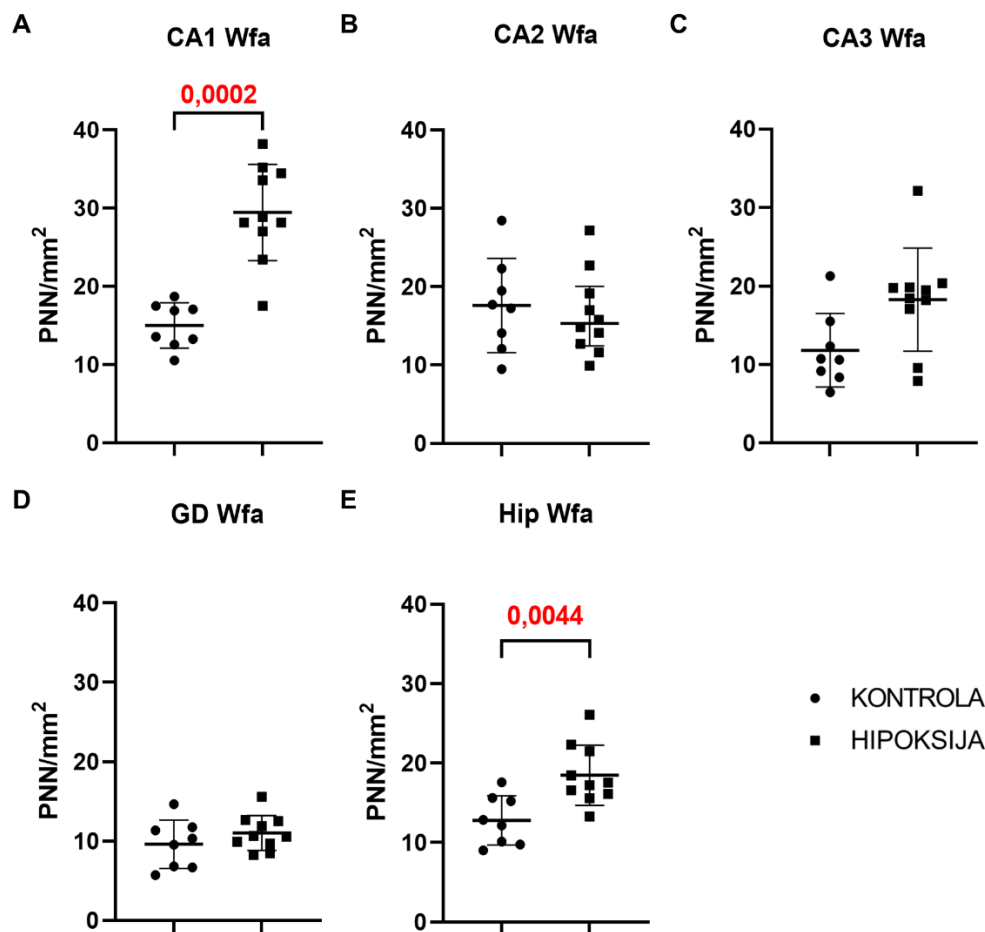 A
CA1 Wfa
0,0002
PNN/mm²
40
30
20
10
0
B
CA2 Wfa
PNN/mm²
40
30
20
10
0
C
CA3 Wfa
PNN/mm²
40
30
20
10
0
D
GD Wfa
PNN/mm²
40
30
20
10
0
E
Hip Wfa
0,0044
PNN/mm²
40
30
20
10
0
KONTROLA
HIPOKSIJA